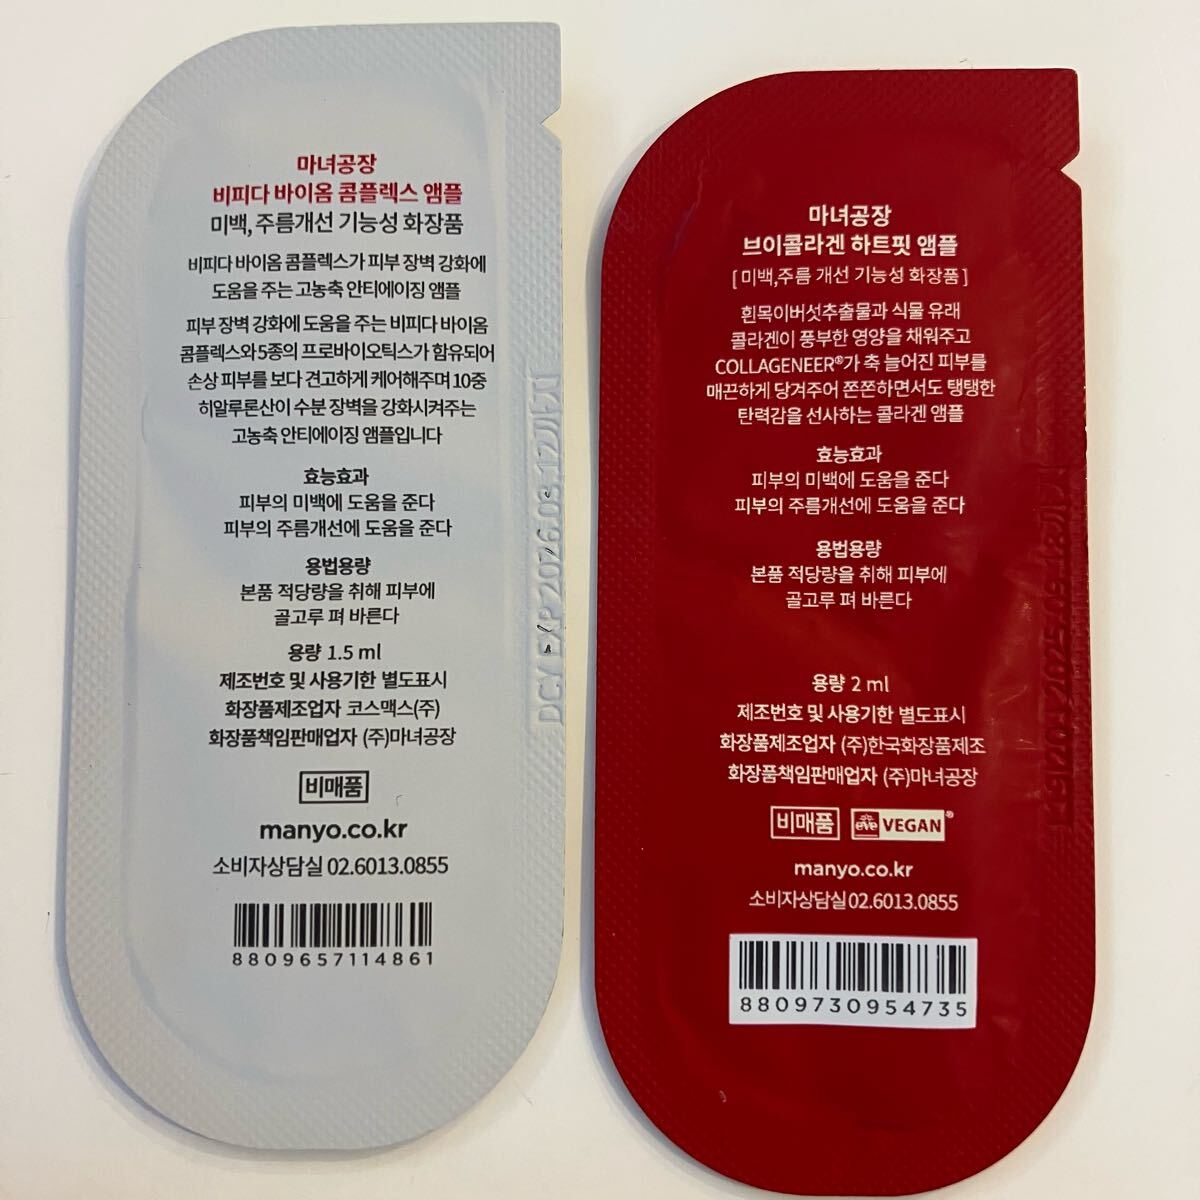 마녀공장
비피다 바이옴 콤플렉스 앰플
미백, 주름개선 기능성 화장품
비피다 바이옴 콤플렉스가 피부 장벽 강화에
도움을 주는 고농축 안티에이징 앰플
피부 장벽 강화에 도움을 주는 비피다 바이옴
콤플렉스와 5종의 프로바이오틱스가 함유되어
손상 피부를 보다 견고하게 케어해주며 10중
히알루론산이 수분 장벽을 강화시켜주는
고농축 안티에이징 앰플입니다
효능효과
피부의 미백에 도움을 준다
피부의 주름개선에 도움을 준다
용법용량
본품 적당량을 취해 피부에
골고루 펴 바른다
용량 1.5 ml
제조번호 및 사용기한 별도표시
화장품제조업자 코스맥스(주)
화장품책임판매업자 (주)마녀공장
비매품
manyo.co.kr
소비자상담실 02.6013.0855
8809657114861
EXP 2026.08.12까지
마녀공장
브이콜라겐 하트핏 앰플
[ 미백,주름 개선 기능성 화장품 ]
흰목이버섯추출물과 식물 유래
콜라겐이 풍부한 영양을 채워주고
COLLAGENEER®가 축 늘어진 피부를
매끈하게 당겨주어 쫀쫀하면서도 탱탱한
탄력감을 선사하는 콜라겐 앰플
효능효과
피부의 미백에 도움을 준다
피부의 주름개선에 도움을 준다
용법용량
본품 적당량을 취해 피부에
골고루 펴 바른다
용량 2 ml
제조번호 및 사용기한 별도표시
화장품제조업자 (주)한국화장품제조
화장품책임판매업자 (주)마녀공장
비매품 eve VEGAN®
manyo.co.kr
소비자상담실 02.6013.0855
8809730954735